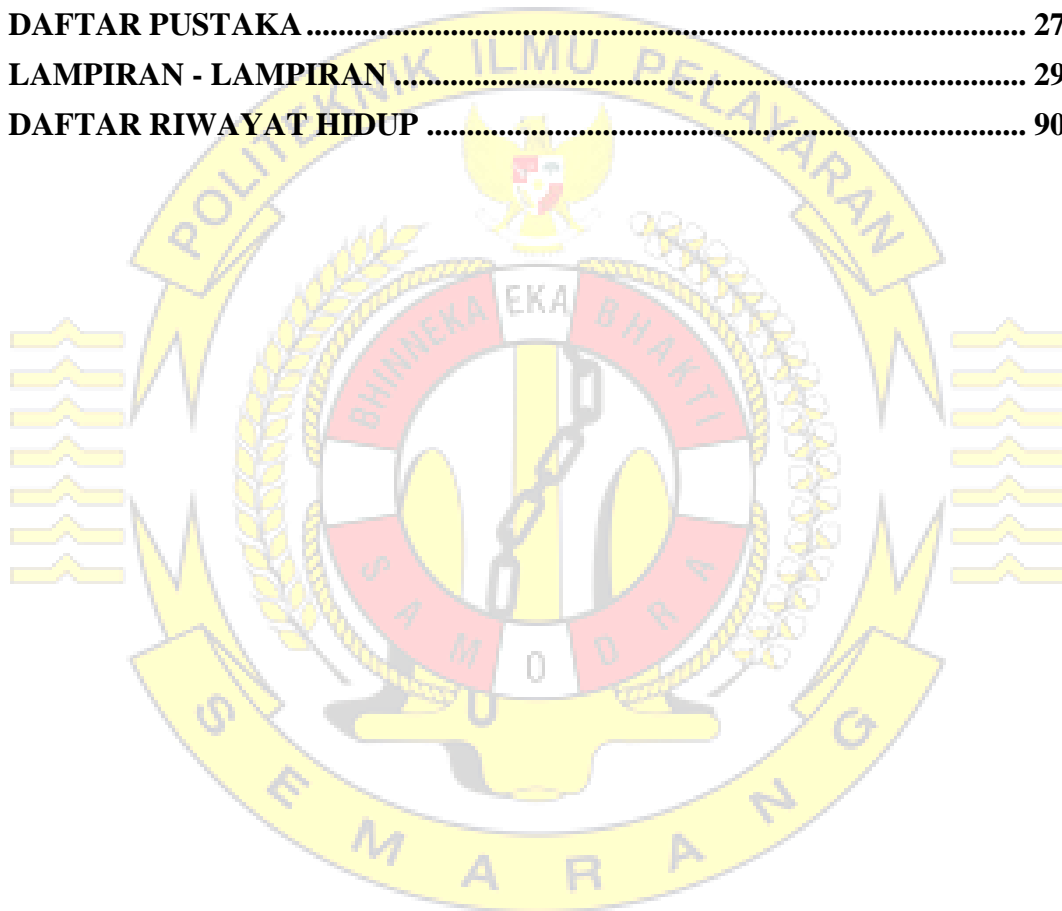 DAFTAR PUSTAKA .................................................................................. 27
LAMPIRAN - LAMPIRAN ........................................................................ 29
DAFTAR RIWAYAT HIDUP .................................................................... 90
POLITEKNIK ILMU PELAYARAN
BHINNEKA EKA BHAKTI
SAMODRA
SEMARANG